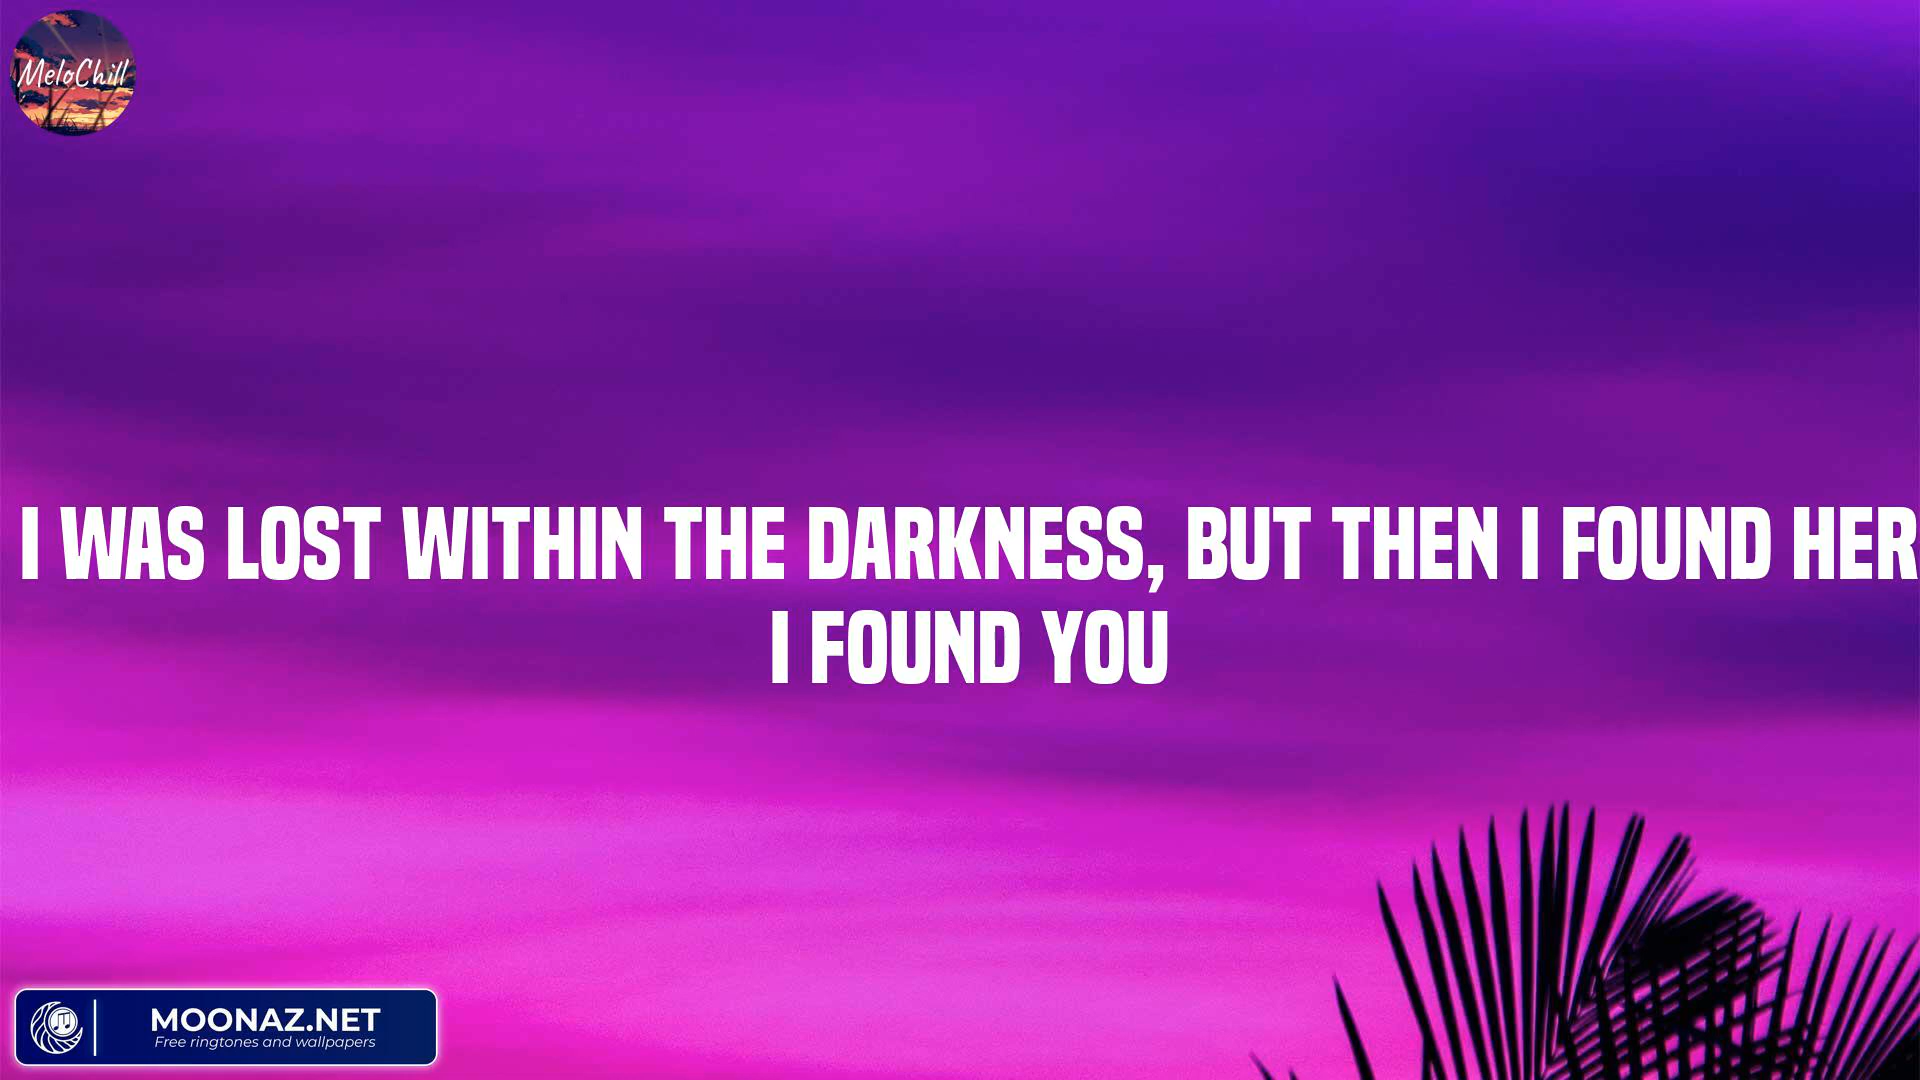 MeloChill
I WAS LOST WITHIN THE DARKNESS, BUT THEN I FOUND HER
I FOUND YOU
MOONAZ.NET
Free ringtones and wallpapers